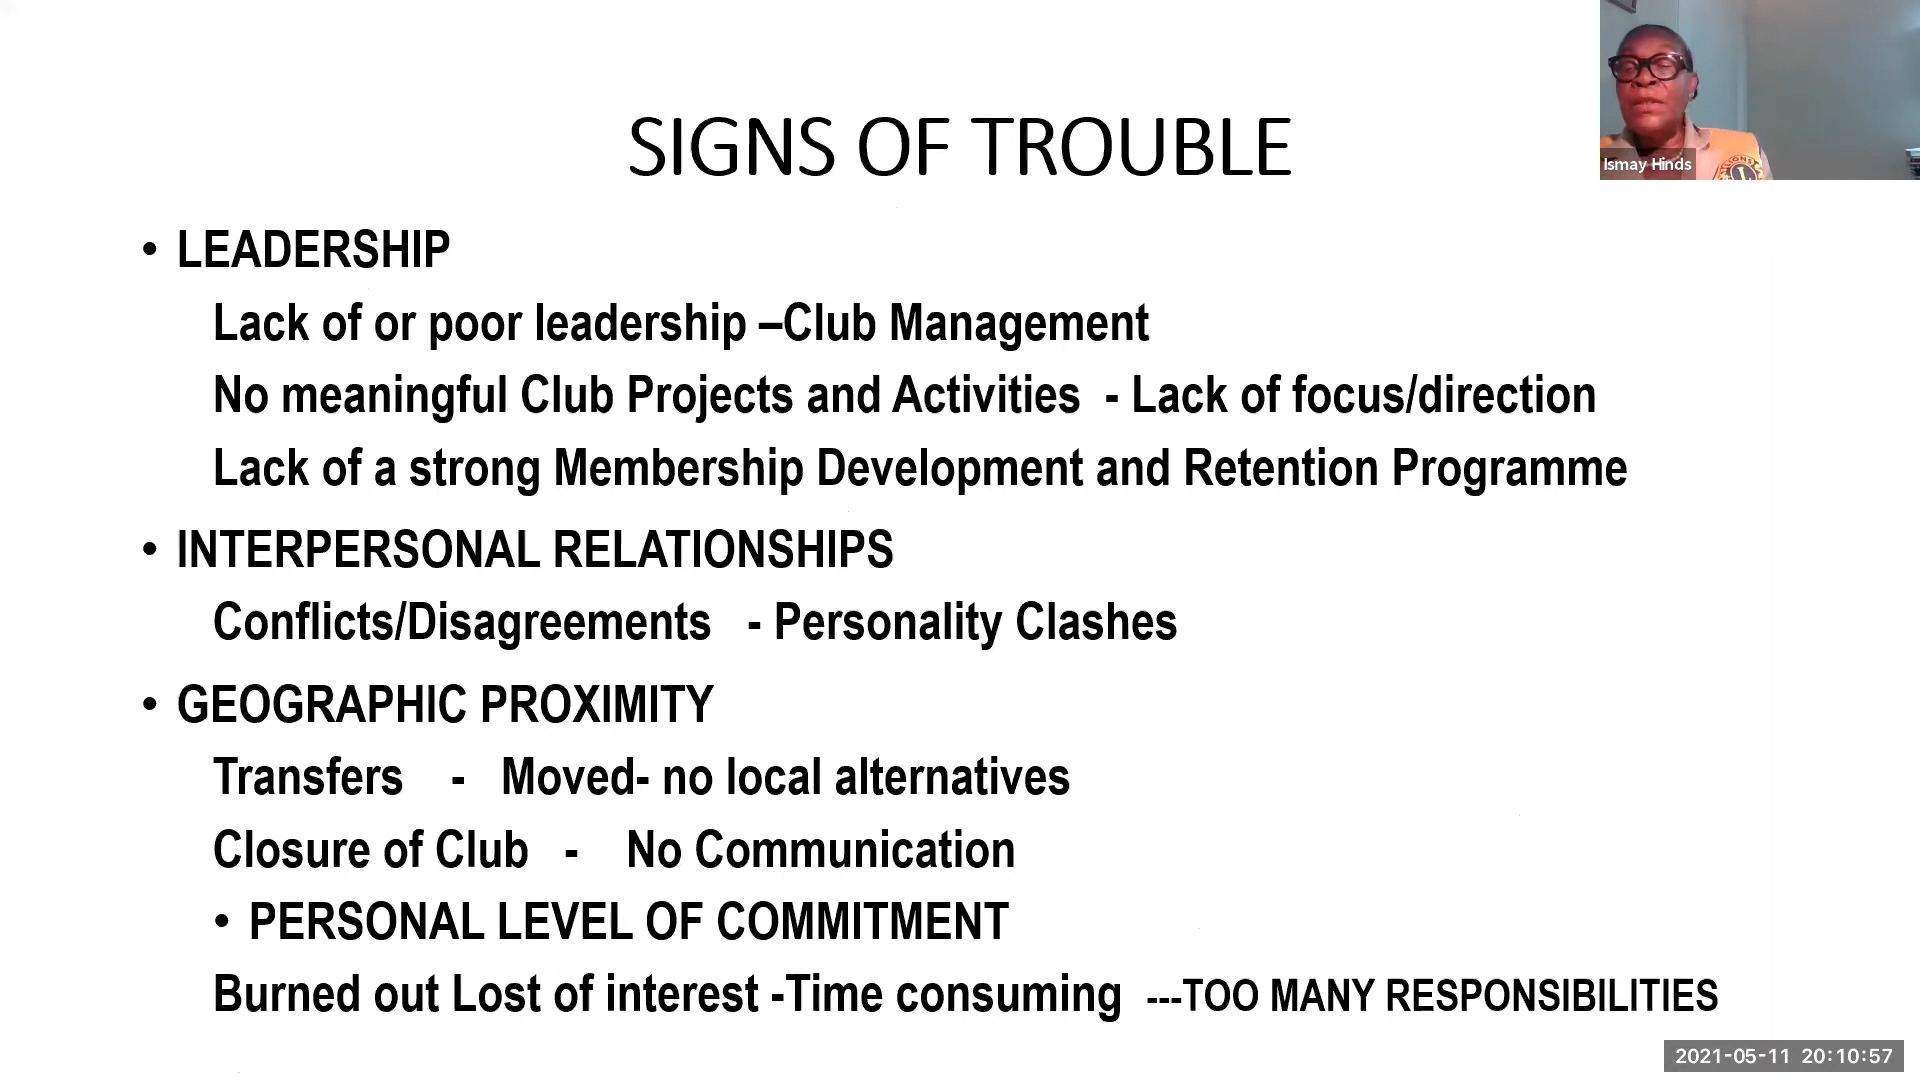 SIGNS OF TROUBLE
Ismay Hinds
LIONS
L
• LEADERSHIP
Lack of or poor leadership –Club Management
No meaningful Club Projects and Activities - Lack of focus/direction
Lack of a strong Membership Development and Retention Programme
• INTERPERSONAL RELATIONSHIPS
Conflicts/Disagreements - Personality Clashes
• GEOGRAPHIC PROXIMITY
Transfers - Moved- no local alternatives
Closure of Club - No Communication
• PERSONAL LEVEL OF COMMITMENT
Burned out Lost of interest -Time consuming ---TOO MANY RESPONSIBILITIES
2021-05-11 20:10:57